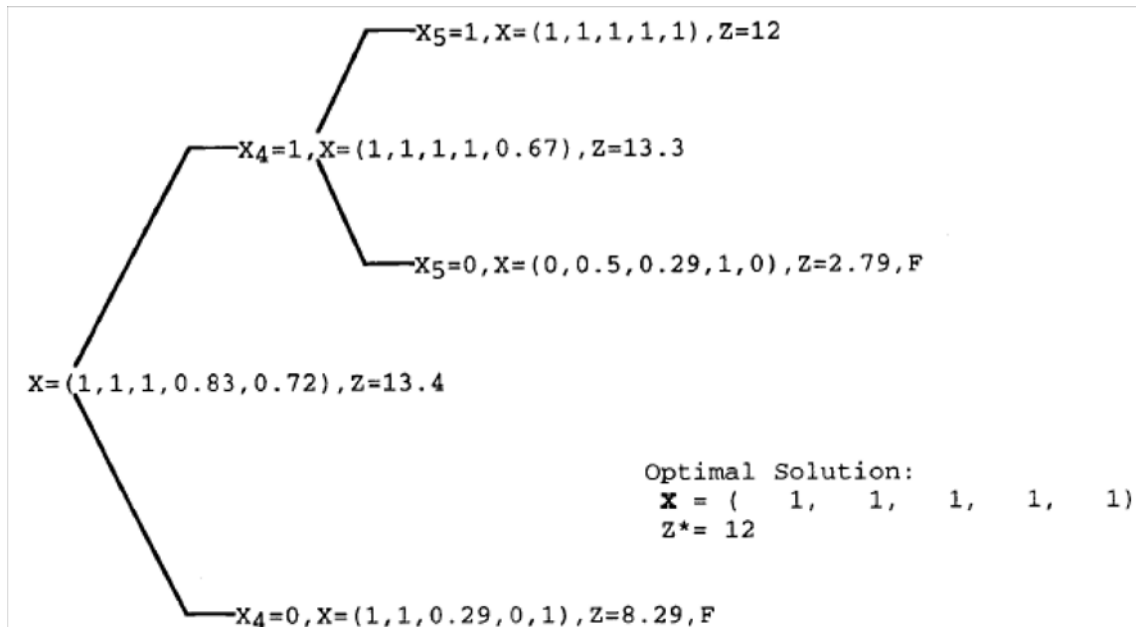 X5=1,X=(1,1,1,1,1),Z=12
X4=1,X=(1,1,1,1,0.67),Z=13.3
X5=0,X=(0,0.5,0.29,1,0),Z=2.79,F
X=(1,1,1,0.83,0.72),Z=13.4
Optimal Solution:
X = ( 1, 1, 1, 1, 1)
Z*= 12
X4=0,X=(1,1,0.29,0,1),Z=8.29,F